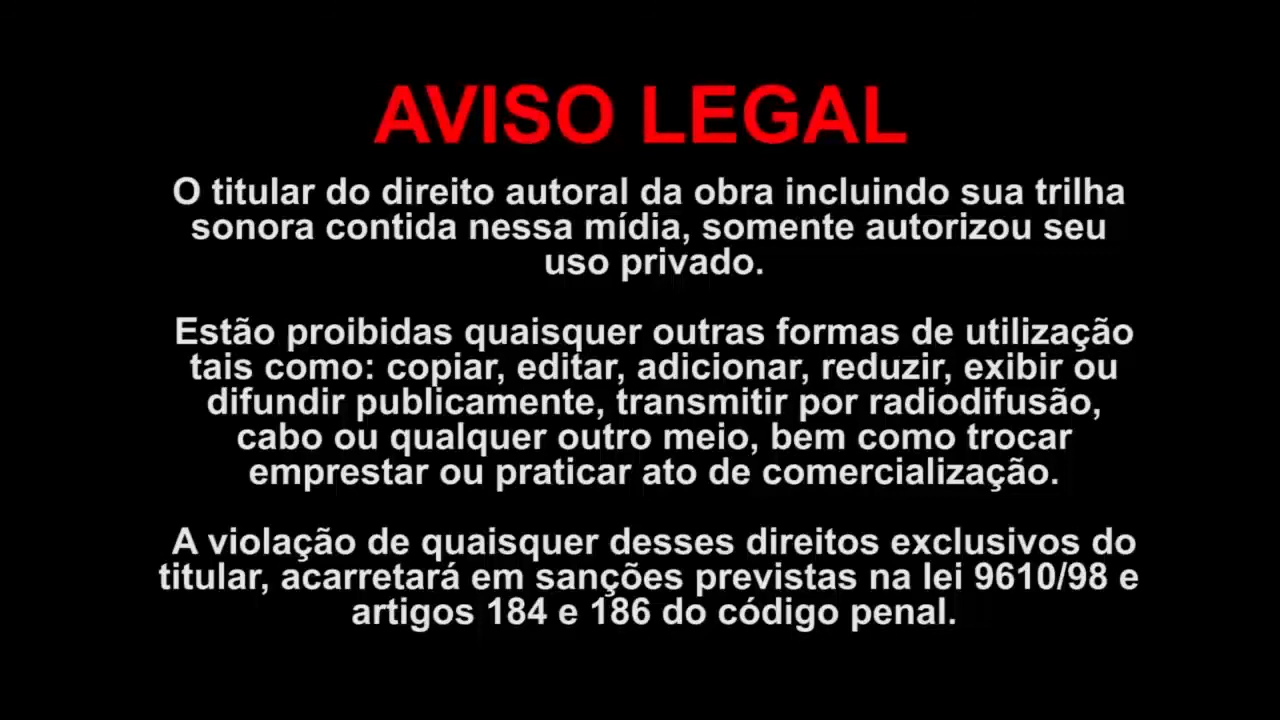 AVISO LEGAL
O titular do direito autoral da obra incluindo sua trilha
sonora contida nessa mídia, somente autorizou seu
uso privado.
Estão proibidas quaisquer outras formas de utilização
tais como: copiar, editar, adicionar, reduzir, exibir ou
difundir publicamente, transmitir por radiodifusão,
cabo ou qualquer outro meio, bem como trocar
emprestar ou praticar ato de comercialização.
A violação de quaisquer desses direitos exclusivos do
titular, acarretará em sanções previstas na lei 9610/98 e
artigos 184 e 186 do código penal.